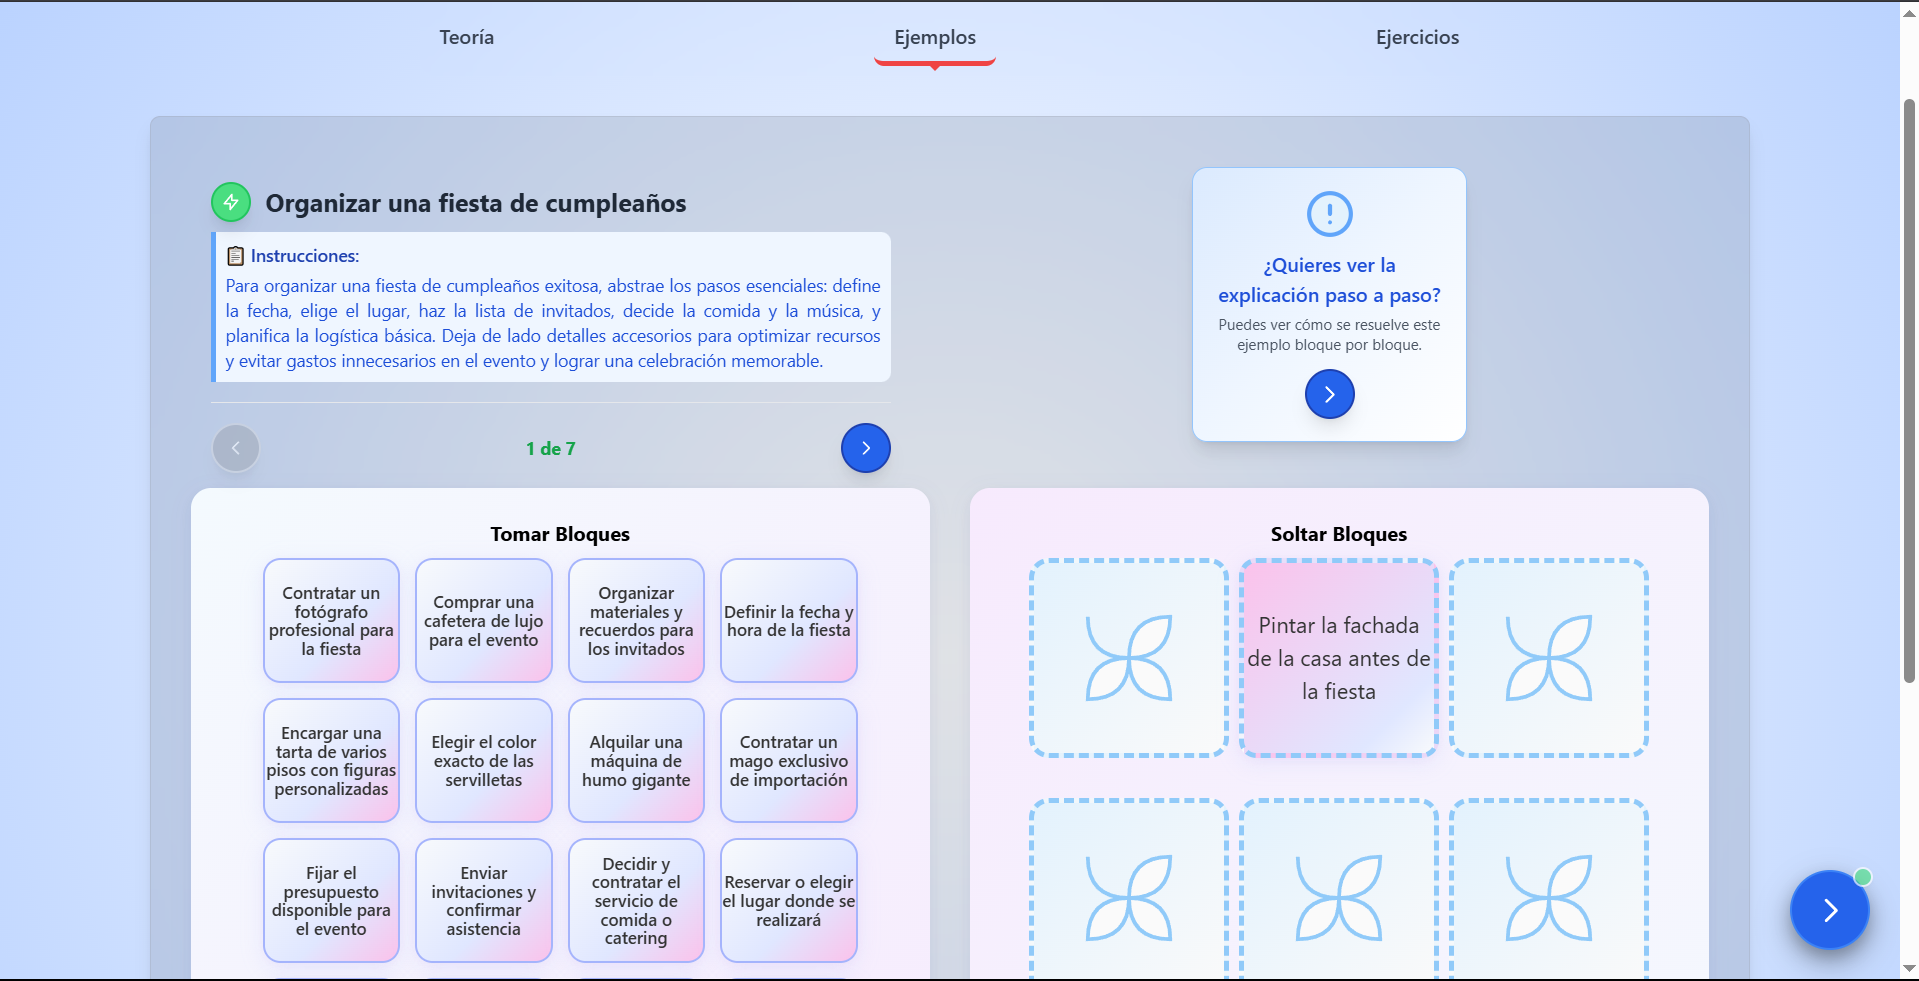 Teoría
Ejemplos
Ejercicios
Organizar una fiesta de cumpleaños
Instrucciones:
Para organizar una fiesta de cumpleaños exitosa, abstrae los pasos esenciales: define
la fecha, elige el lugar, haz la lista de invitados, decide la comida y la música, y
planifica la logística básica. Deja de lado detalles accesorios para optimizar recursos
y evitar gastos innecesarios en el evento y lograr una celebración memorable.
¿Quieres ver la
explicación paso a paso?
Puedes ver cómo se resuelve este
ejemplo bloque por bloque.
1 de 7
Tomar Bloques
Contratar un
fotógrafo
profesional para
la fiesta
Comprar una
cafetera de lujo
para el evento
Organizar
materiales y
recuerdos para
los invitados
Definir la fecha y
hora de la fiesta
Encargar una
tarta de varios
pisos con figuras
personalizadas
Elegir el color
exacto de las
servilletas
Alquilar una
máquina de
humo gigante
Contratar un
mago exclusivo
de importación
Fijar el
presupuesto
disponible para
el evento
Enviar
invitaciones y
confirmar
asistencia
Decidir y
contratar el
servicio de
comida o
catering
Reservar o elegir
el lugar donde se
realizará
Soltar Bloques
Pintar la fachada
de la casa antes de
la fiesta